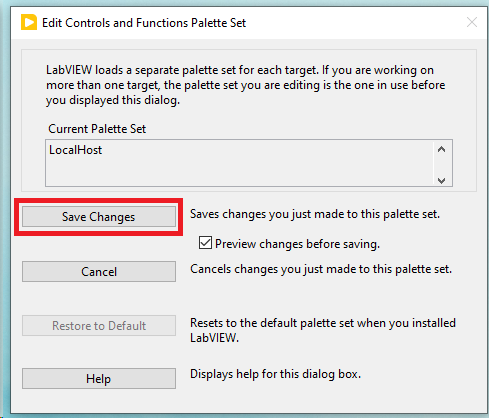 Edit Controls and Functions Palette Set
LabVIEW loads a separate palette set for each target. If you are working on
more than one target, the palette set you are editing is the one in use before
you displayed this dialog.
Current Palette Set
LocalHost
Save Changes
Saves changes you just made to this palette set.
Preview changes before saving.
Cancel
Cancels changes you just made to this palette set.
Restore to Default
Resets to the default palette set when you installed
LabVIEW.
Help
Displays help for this dialog box.